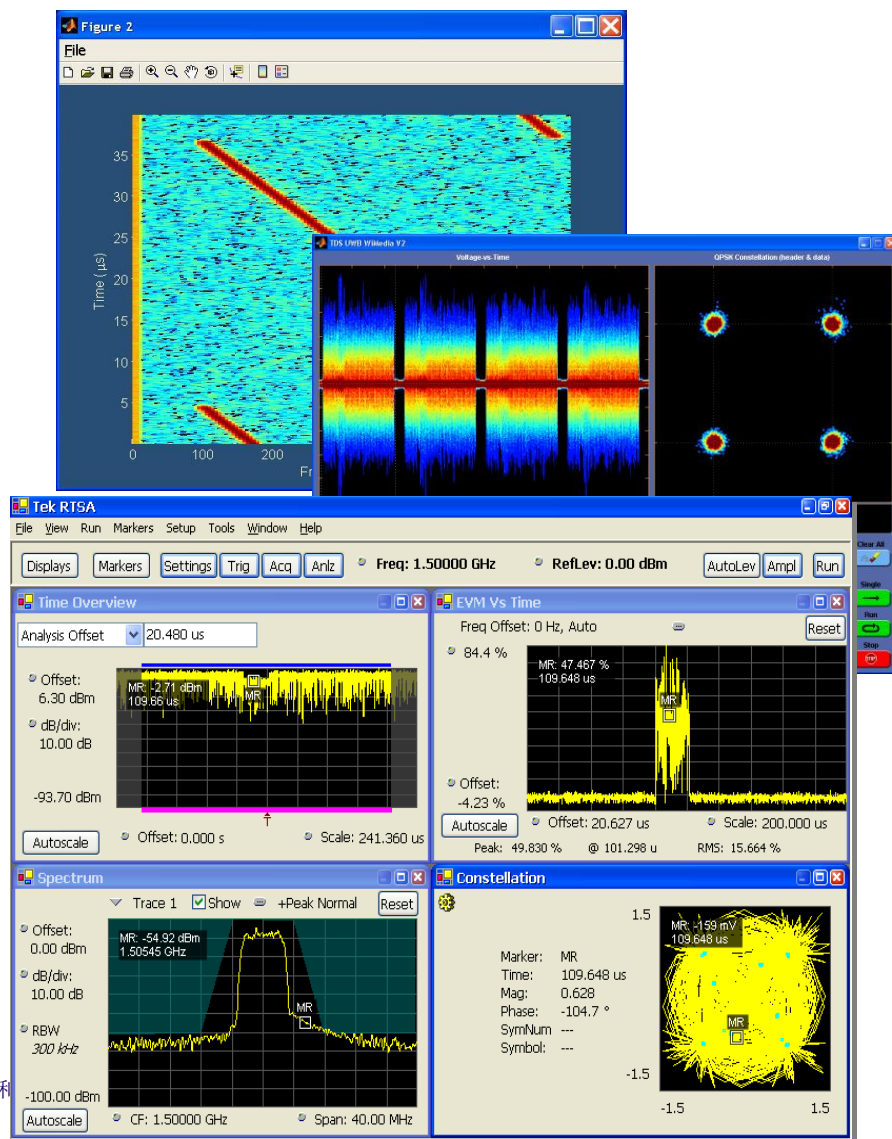 Figure 2
File
35
30
25
20
15
10
5
Time (µs)
0 100 200
Fr
TDS UWB WiMedia V2
Voltage-vs-Time QPSK Constellation (header & data)
Clear All
Single
Run
Stop
STOP
Tek RTSA
File View Run Markers Setup Tools Window Help
Displays Markers Settings Trig Acq Anlz Freq: 1.50000 GHz RefLev: 0.00 dBm AutoLev Ampl Run
Time Overview
Analysis Offset 20.480 us
Offset:
6.30 dBm
dB/div:
10.00 dB
-93.70 dBm
MR: -2.71 dBm
109.66 us
MR
T
Autoscale Offset: 0.000 s Scale: 241.360 us
EVM Vs Time
Freq Offset: 0 Hz, Auto Reset
84.4 %
MR: 47.467 %
109.648 us
MR
Offset:
-4.23 %
Autoscale Offset: 20.627 us Scale: 200.000 us
Peak: 49.830 % @ 101.298 u RMS: 15.664 %
Spectrum
Trace 1 Show +Peak Normal Reset
Offset:
0.00 dBm
dB/div:
10.00 dB
RBW
300 kHz
-100.00 dBm
MR: -54.92 dBm
1.50545 GHz
MR
Autoscale CF: 1.50000 GHz Span: 40.00 MHz
Constellation
Marker: MR
Time: 109.648 us
Mag: 0.628
Phase: -104.7 °
SymNum ---
Symbol: ---
1.5
-1.5
MR: -159 mV
109.648 us
MR
-1.5 1.5